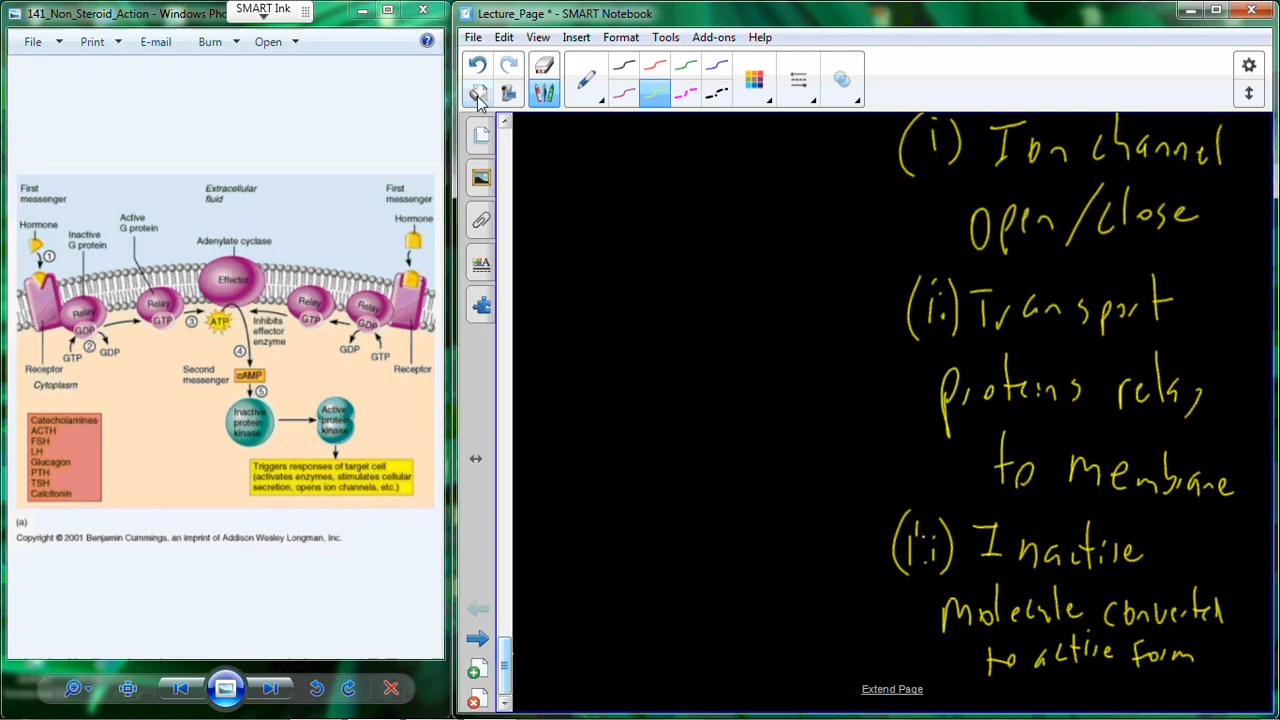 141_Non_Steroid_Action - Windows Pho
SMART Ink
File Print E-mail Burn Open
First messenger
Extracellular fluid
First messenger
Hormone
Active G protein
Hormone
Inactive G protein
Adenylate cyclase
1
Effector
Relay
Relay
Relay
Relay
GDP
GTP
3
ATP
Inhibits effector enzyme
GTP
GDP
GTP
2
GDP
4
GDP
GTP
Receptor
Second messenger
cAMP
Receptor
Cytoplasm
5
Inactive protein kinase
Active protein kinase
Catecholamines
ACTH
FSH
LH
Glucagon
PTH
TSH
Calcitonin
Triggers responses of target cell
(activates enzymes, stimulates cellular
secretion, opens ion channels, etc.)
(a)
Copyright © 2001 Benjamin Cummings, an imprint of Addison Wesley Longman, Inc.
Lecture_Page * - SMART Notebook
File Edit View Insert Format Tools Add-ons Help
(i) Ion channel
open/close
(ii) Transport
proteins relay
to membrane
(iii) Inactive
molecule converted
to active form
Extend Page